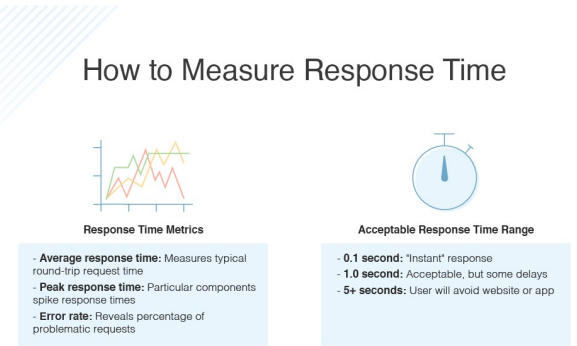 How to Measure Response Time
Response Time Metrics
- Average response time: Measures typical
round-trip request time
- Peak response time: Particular components
spike response times
- Error rate: Reveals percentage of
problematic requests
Acceptable Response Time Range
- 0.1 second: "Instant" response
- 1.0 second: Acceptable, but some delays
- 5+ seconds: User will avoid website or app